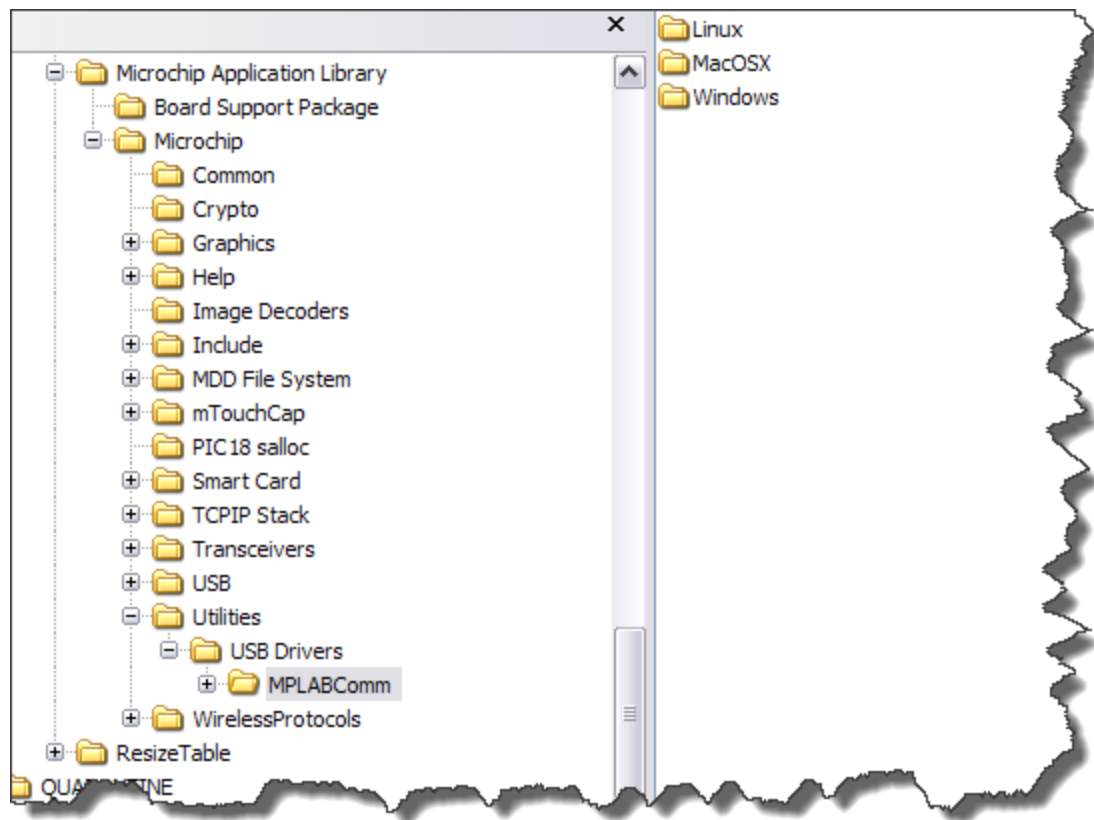 Microchip Application Library
Board Support Package
Microchip
Common
Crypto
Graphics
Help
Image Decoders
Include
MDD File System
mTouchCap
PIC18 salloc
Smart Card
TCPIP Stack
Transceivers
USB
Utilities
USB Drivers
MPLABComm
WirelessProtocols
ResizeTable
Linux
MacOSX
Windows